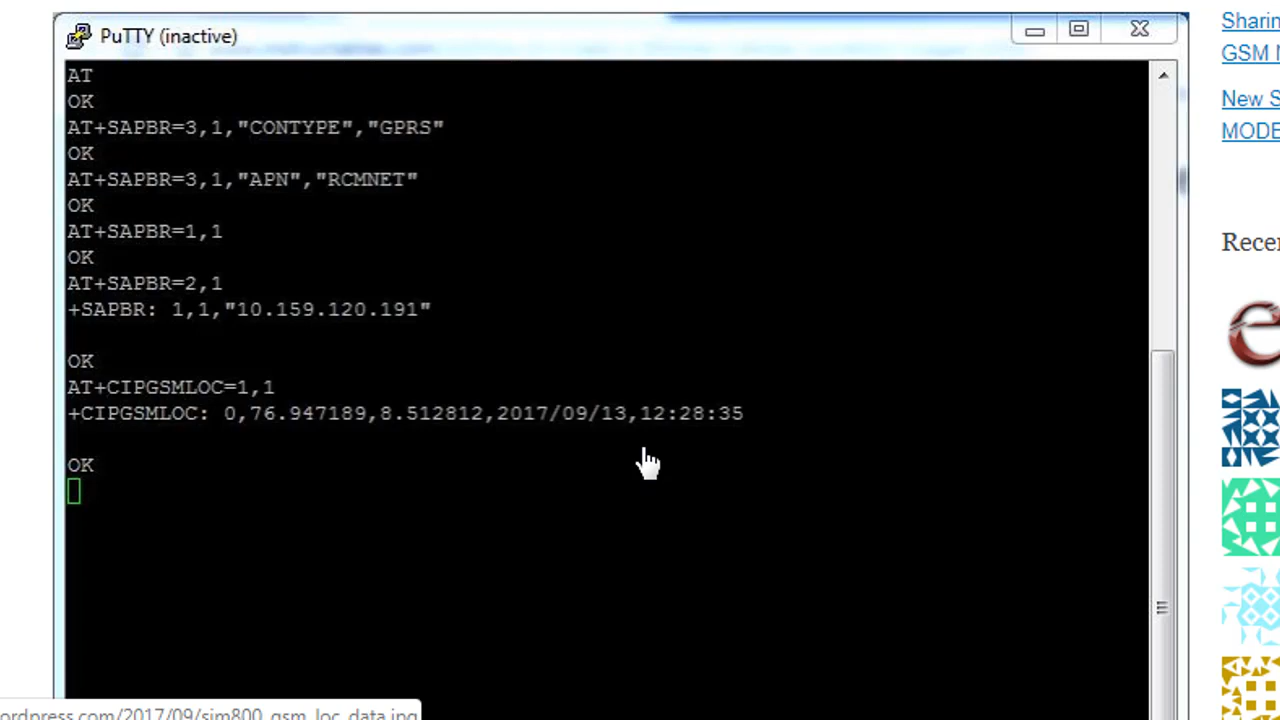 PuTTY (inactive)
AT
OK
AT+SAPBR=3,1,"CONTYPE","GPRS"
OK
AT+SAPBR=3,1,"APN","RCMNET"
OK
AT+SAPBR=1,1
OK
AT+SAPBR=2,1
+SAPBR: 1,1,"10.159.120.191"
OK
AT+CIPGSMLOC=1,1
+CIPGSMLOC: 0,76.947189,8.512812,2017/09/13,12:28:35
OK
Sharin
GSM
New S
MODE
Recer
ordpress.com/2017/09/sim800_gsm_loc_data.jpg